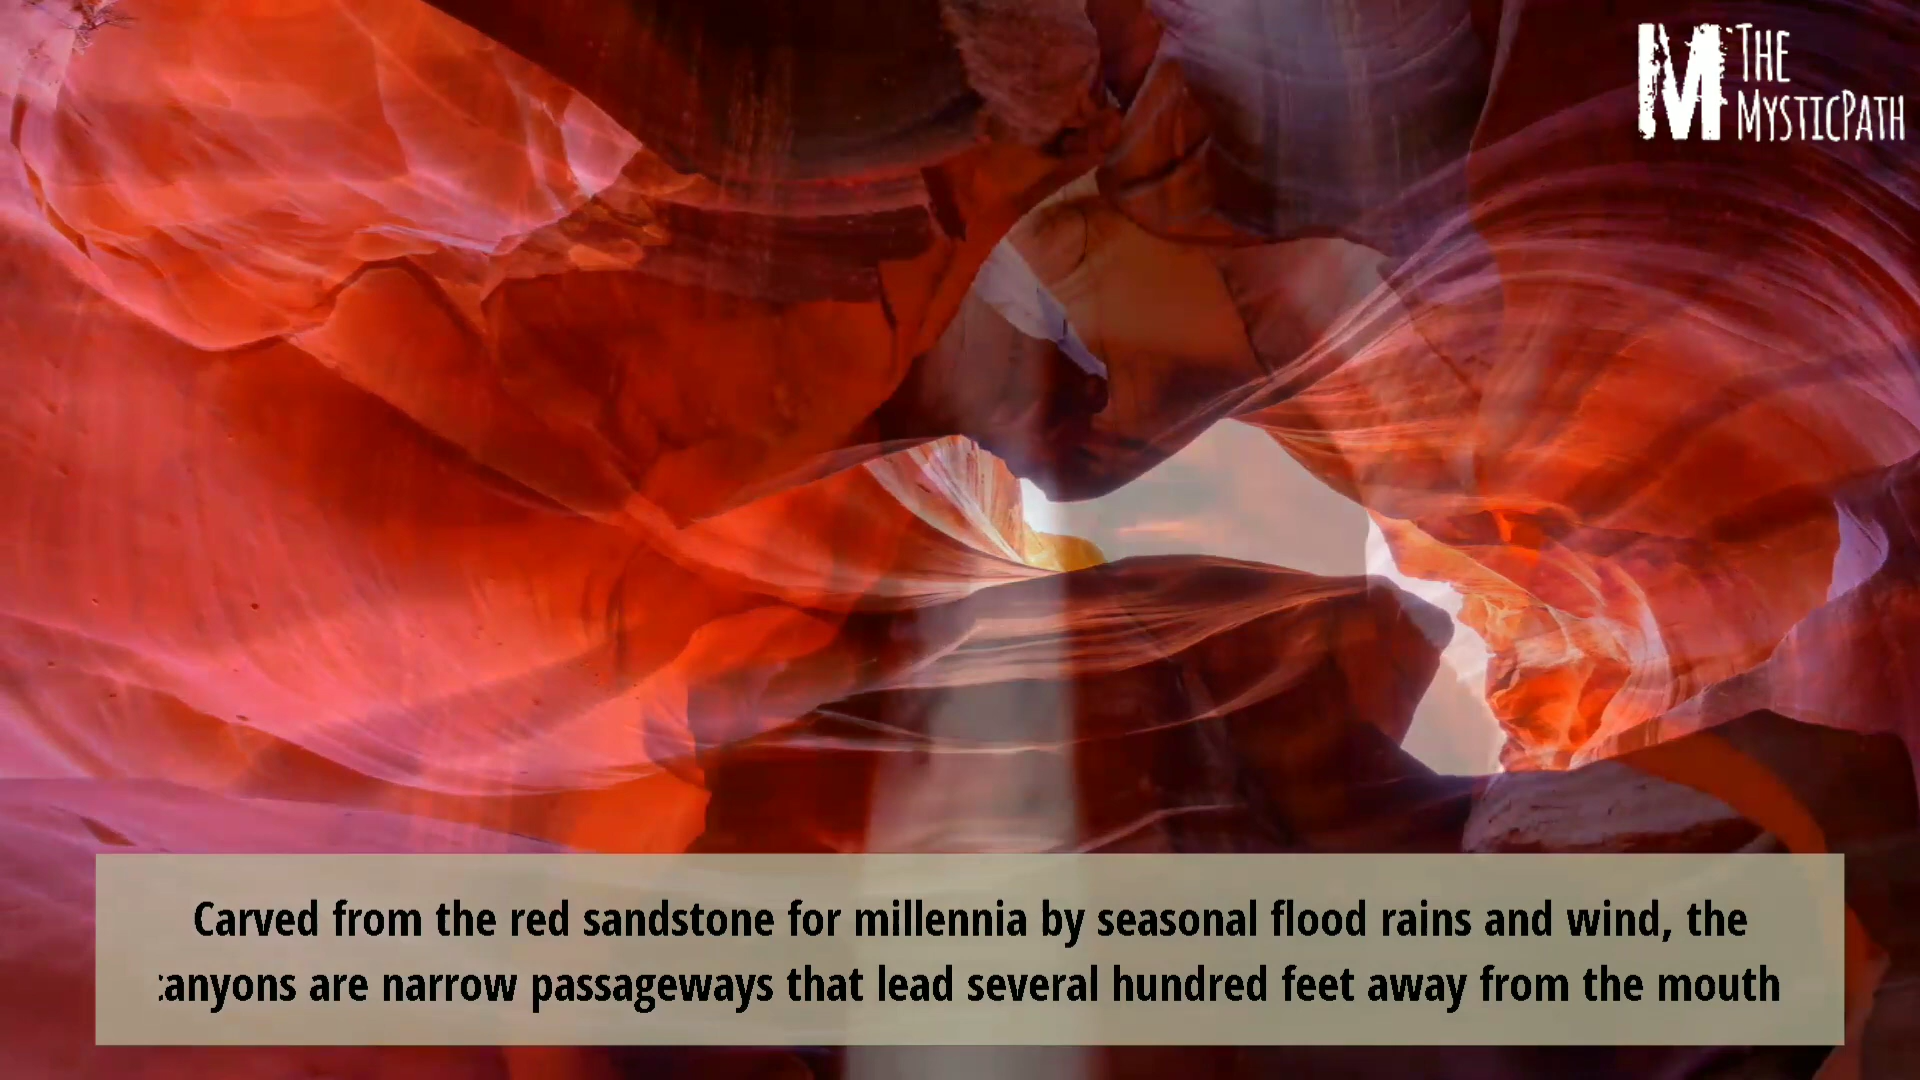 M THE
MYSTICPATH
Carved from the red sandstone for millennia by seasonal flood rains and wind, the
canyons are narrow passageways that lead several hundred feet away from the mouth